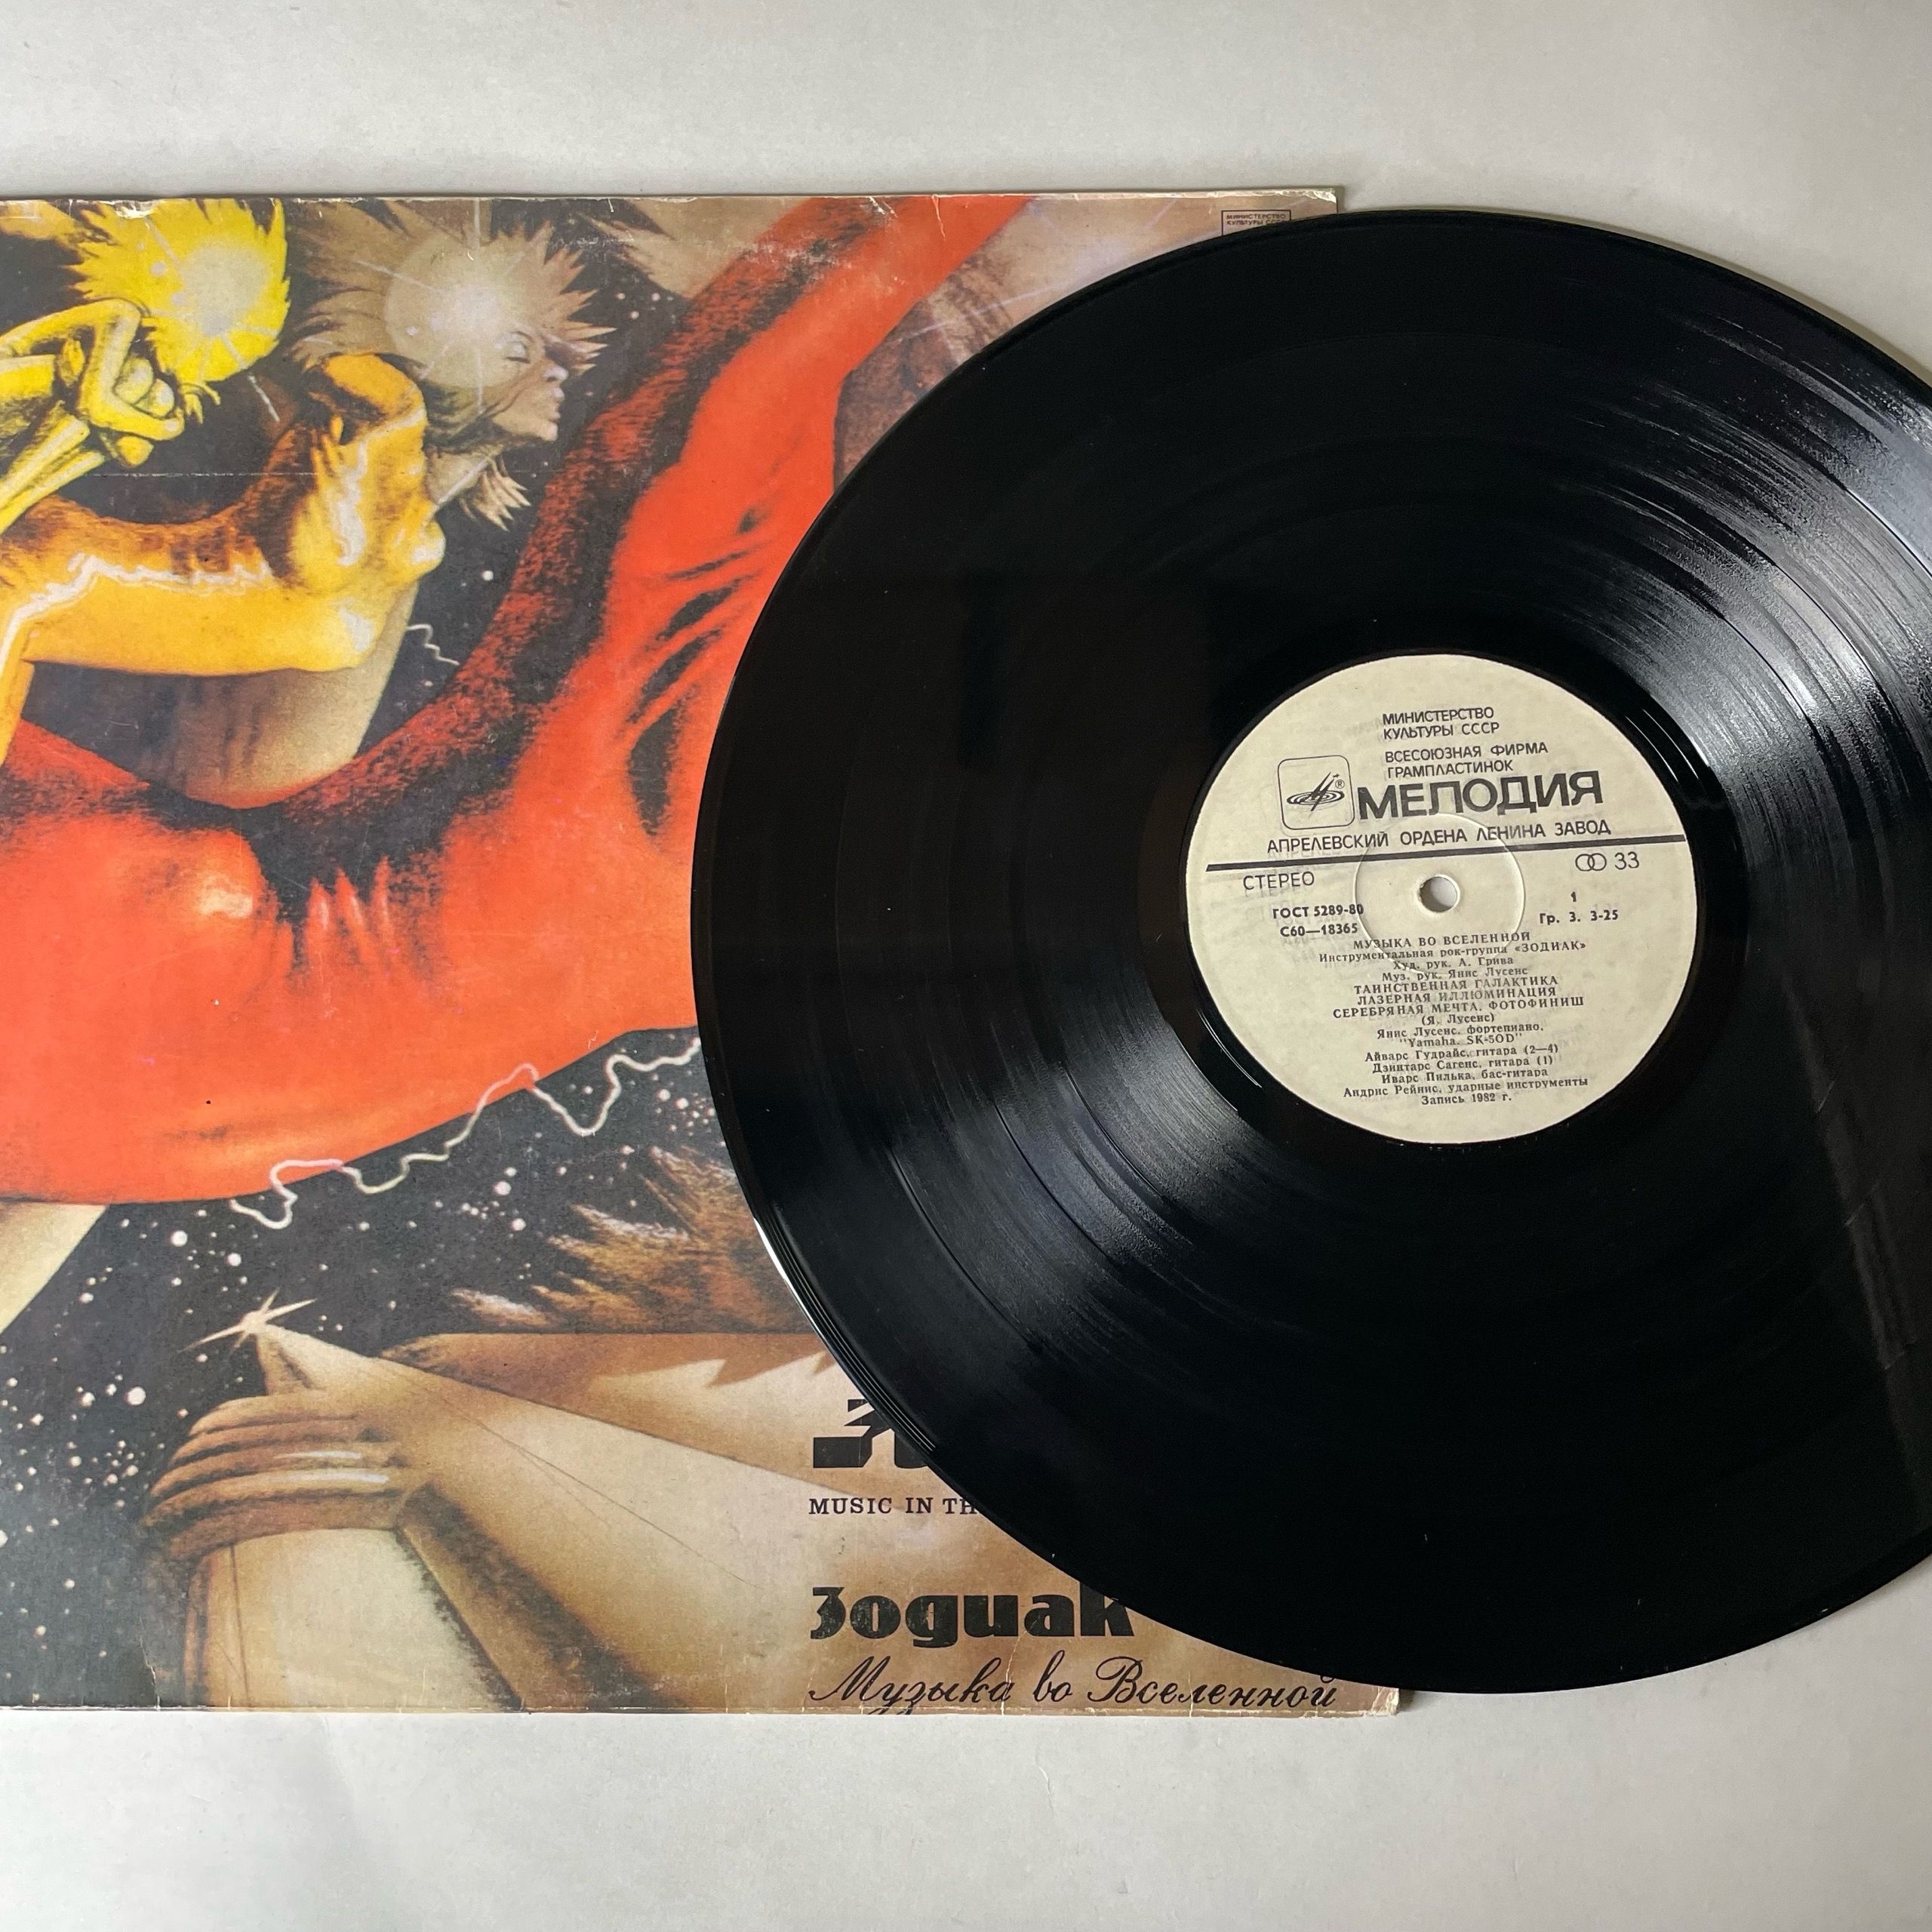 МИНИСТЕРСТВО
КУЛЬТУРЫ СССР
МИНИСТЕРСТВО
КУЛЬТУРЫ СССР
ВСЕСОЮЗНАЯ ФИРМА
ГРАМПЛАСТИНОК
МЕЛОДИЯ
АПРЕЛЕВСКИЙ ОРДЕНА ЛЕНИНА ЗАВОД
СТЕРЕО
33
ГОСТ 5289-80
С60—18365
1
Гр. 3. 3-25
МУЗЫКА ВО ВСЕЛЕННОЙ
Инструментальная рок-группа «ЗОДИАК»
Худ. рук. А. Грива
Муз. рук. Янис Лусенс
ТАИНСТВЕННАЯ ГАЛАКТИКА
ЛАЗЕРНАЯ ИЛЛЮМИНАЦИЯ
СЕРЕБРЯНАЯ МЕЧТА. ФОТОФИНИШ
(Я. Лусенс)
Янис Лусенс, фортепиано,
"Yamaha. SK-50D"
Айварс Гудрайс, гитара (2—4)
Дзинтарс Сагенс, гитара (1)
Иварс Пилька, бас-гитара
Андрис Рейнис, ударные инструменты
Запись 1982 г.
MUSIC IN TH
Зодиак
Музыка во Вселенной